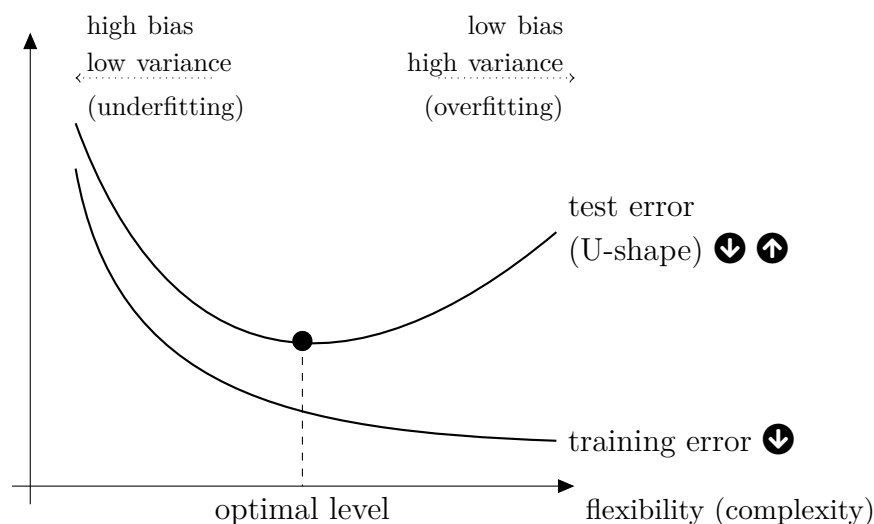 high bias
low variance
(underfitting)
low bias
high variance
(overfitting)
test error
(U-shape)
training error
optimal level
flexibility (complexity)